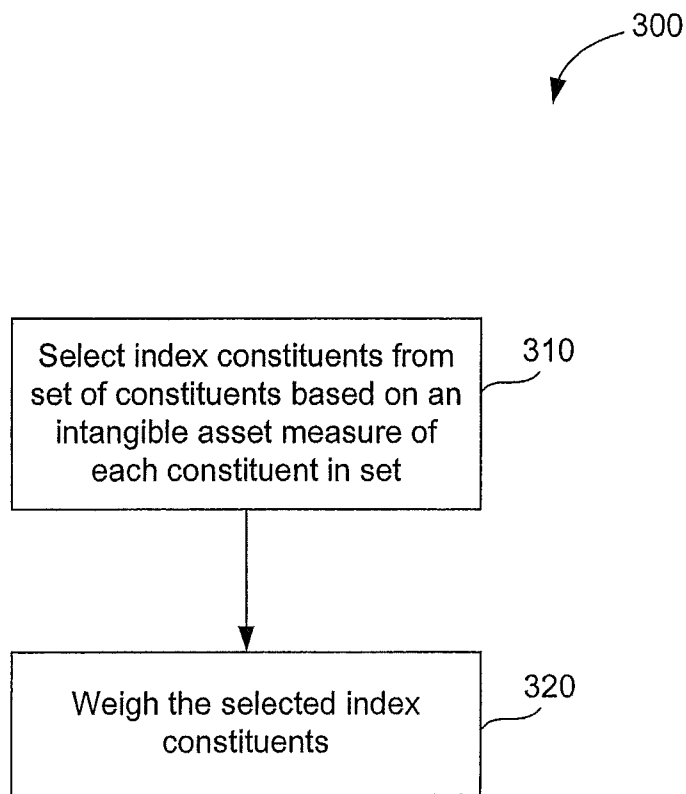 300
Select index constituents from
set of constituents based on an
intangible asset measure of
each constituent in set
310
Weigh the selected index
constituents
320